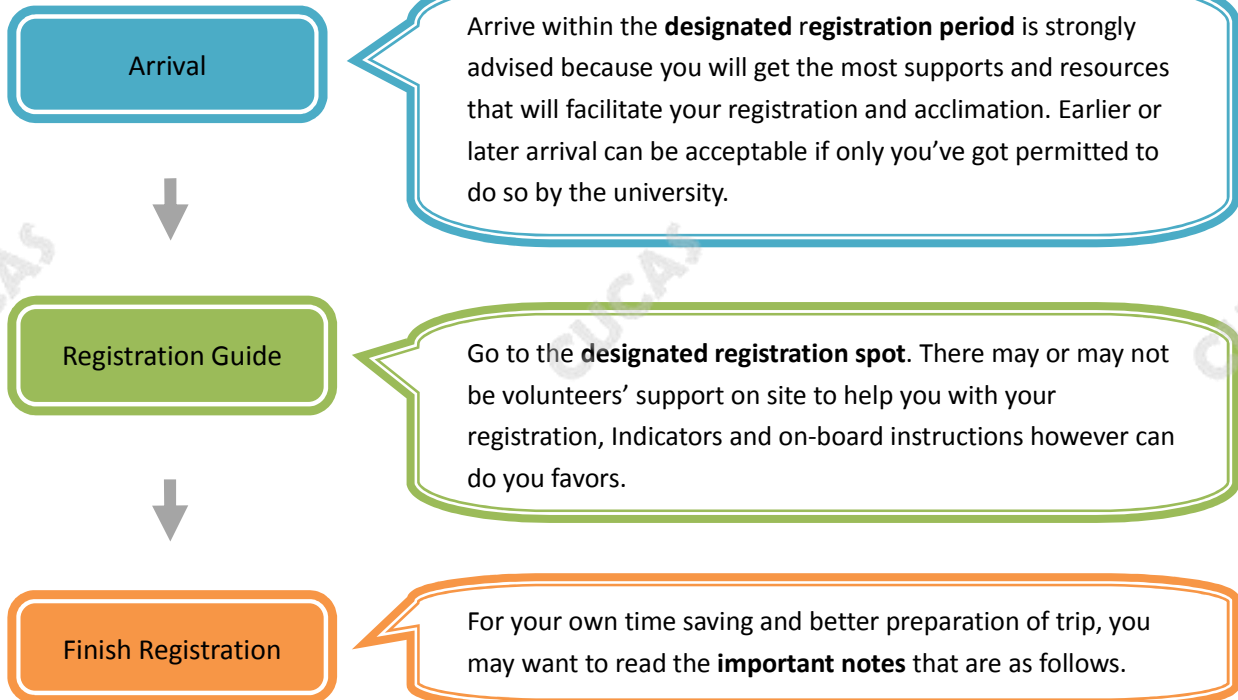 Arrival
Arrive within the designated registration period is strongly
advised because you will get the most supports and resources
that will facilitate your registration and acclimation. Earlier or
later arrival can be acceptable if only you’ve got permitted to
do so by the university.
CUCAS
Registration Guide
Go to the designated registration spot. There may or may not
be volunteers’ support on site to help you with your
registration, Indicators and on-board instructions however can
do you favors.
Finish Registration
For your own time saving and better preparation of trip, you
may want to read the important notes that are as follows.